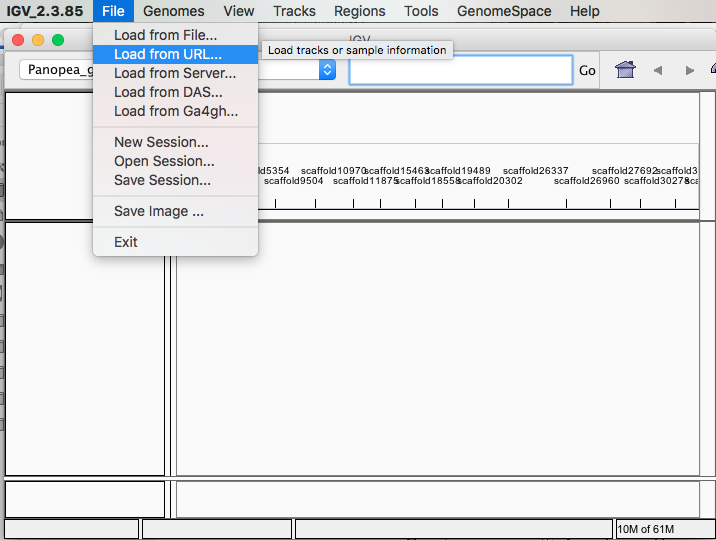 IGV_2.3.85 File Genomes View Tracks Regions Tools GenomeSpace Help
Load from File...
Load from URL...
Load tracks or sample information
Load from Server...
Load from DAS...
Load from Ga4gh...
New Session...
Open Session...
Save Session...
Save Image ...
Exit
IGV
Panopea_g
Go
ld5354 scaffold10970 scaffold15463 scaffold19489 scaffold26337 scaffold27692 scaffold3
scaffold9504 scaffold11875 scaffold18558 scaffold20302 scaffold26960 scaffold30278 sca
10M of 61M